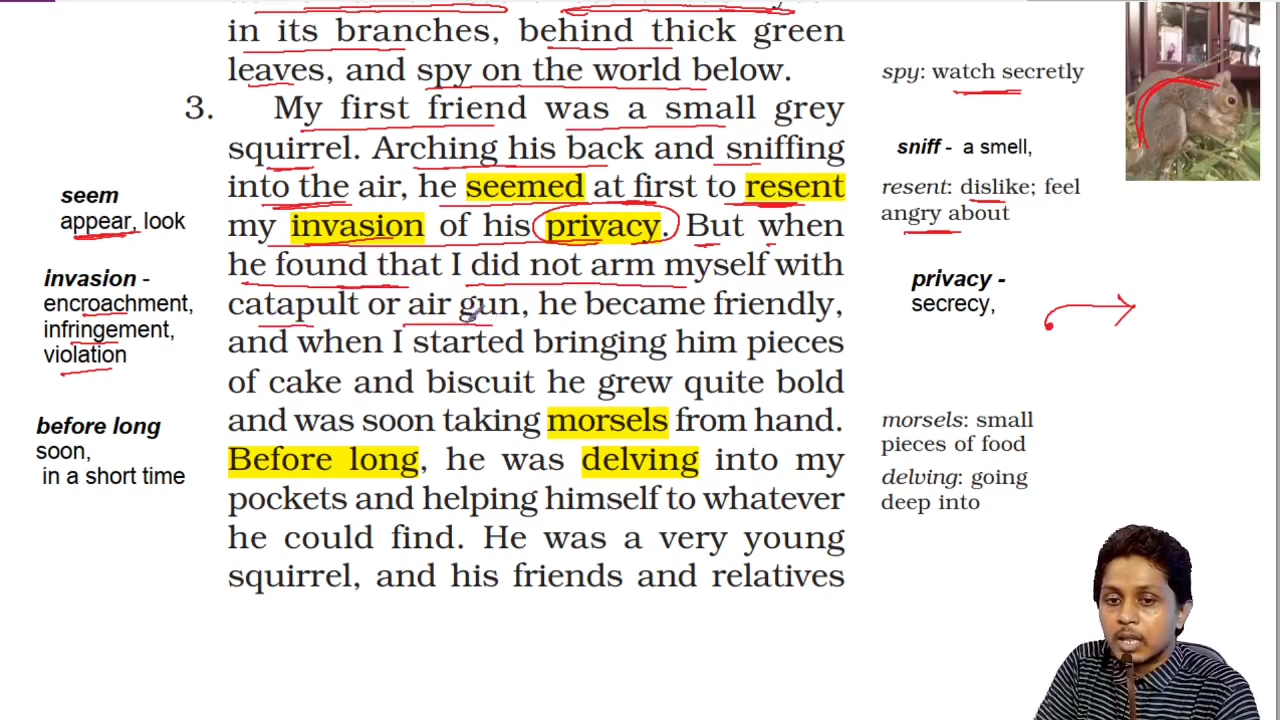 in its branches, behind thick green
leaves, and spy on the world below.
3. My first friend was a small grey
squirrel. Arching his back and sniffing
into the air, he seemed at first to resent
my invasion of his privacy. But when
he found that I did not arm myself with
catapult or air gun, he became friendly,
and when I started bringing him pieces
of cake and biscuit he grew quite bold
and was soon taking morsels from hand.
Before long, he was delving into my
pockets and helping himself to whatever
he could find. He was a very young
squirrel, and his friends and relatives
seem
appear, look
invasion -
encroachment,
infringement,
violation
before long
soon,
in a short time
spy: watch secretly
sniff - a smell,
resent: dislike; feel
angry about
privacy -
secrecy,
morsels: small
pieces of food
delving: going
deep into